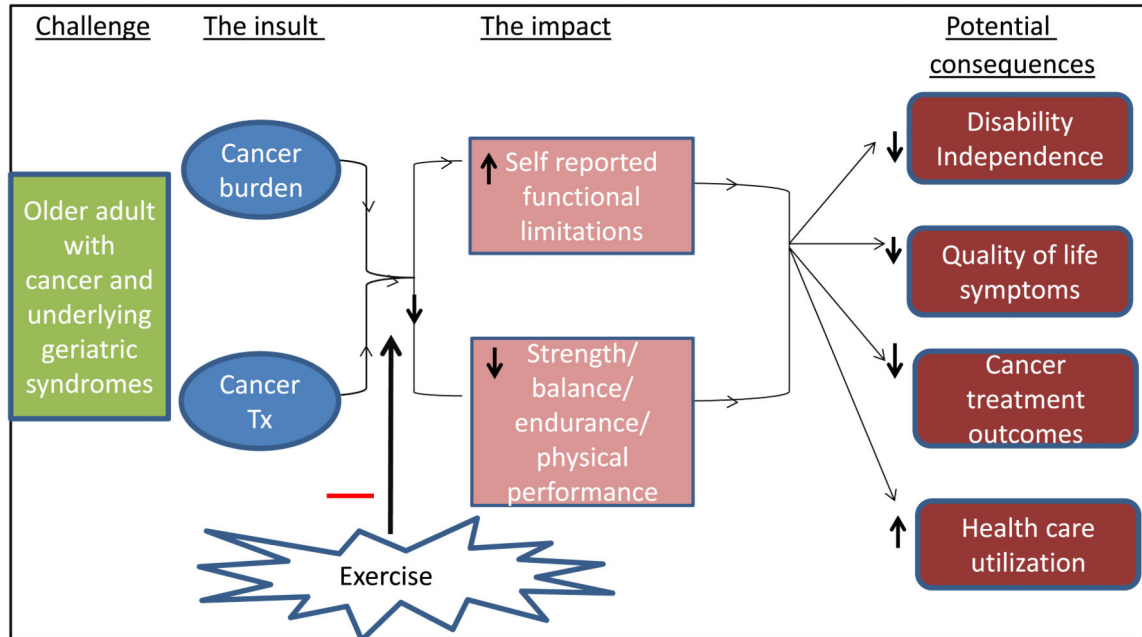 Challenge
The insult
The impact
Potential
consequences
Older adult
with
cancer and
underlying
geriatric
syndromes
Cancer
burden
Cancer
Tx
Exercise
Self reported
functional
limitations
Strength/
balance/
endurance/
physical
performance
Disability
Independence
Quality of life
symptoms
Cancer
treatment
outcomes
Health care
utilization